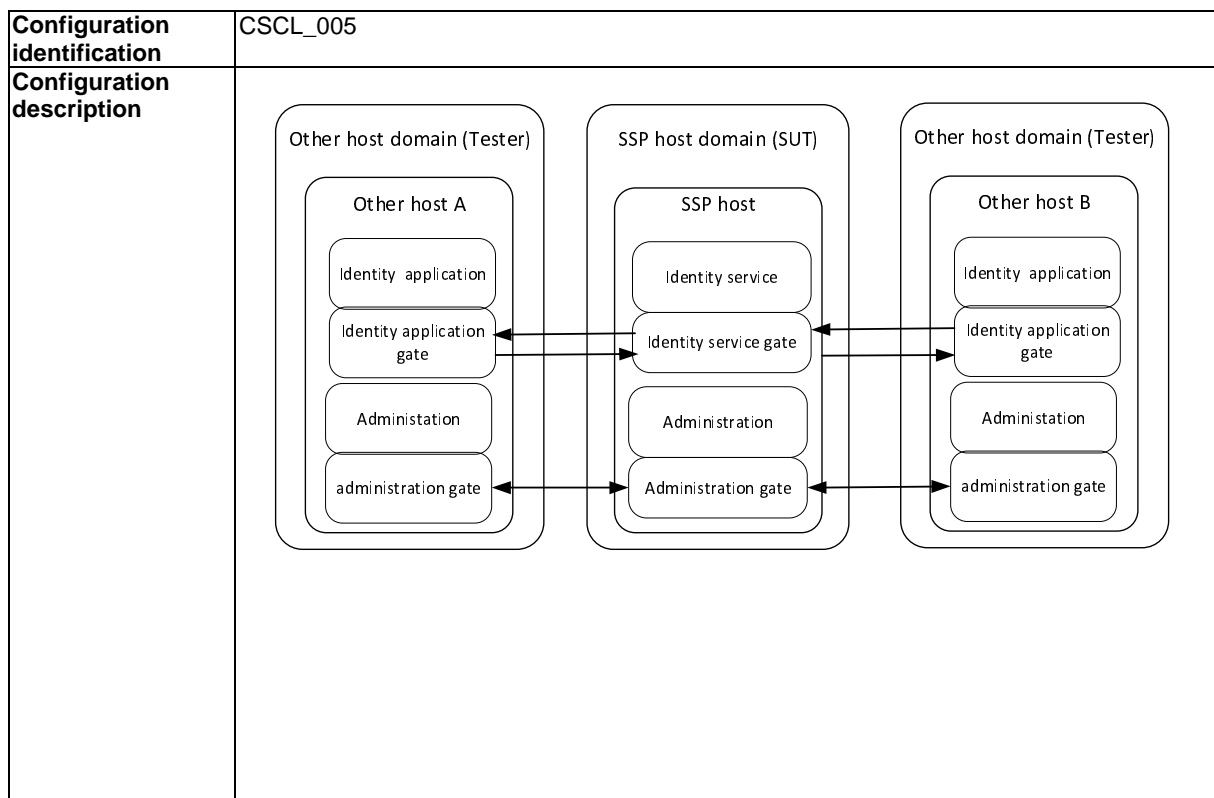 Configuration
identification
CSCL_005
Configuration
description
Other host domain (Tester)
Other host A
Identity application
Identity application
gate
Administation
administration gate
SSP host domain (SUT)
SSP host
Identity service
Identity service gate
Administration
Administration gate
Other host domain (Tester)
Other host B
Identity application
Identity application
gate
Administation
administration gate